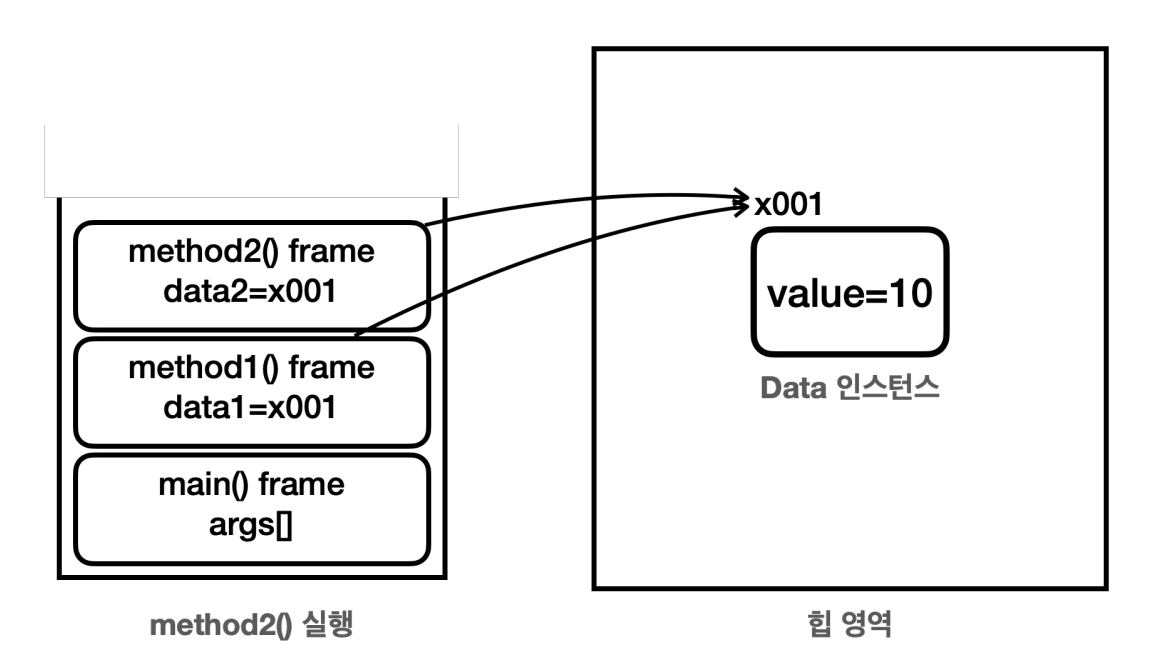 x001
method2() frame
data2=x001
value=10
method1() frame
data1=x001
Data 인스턴스
main() frame
args[]
method2() 실행
힙 영역